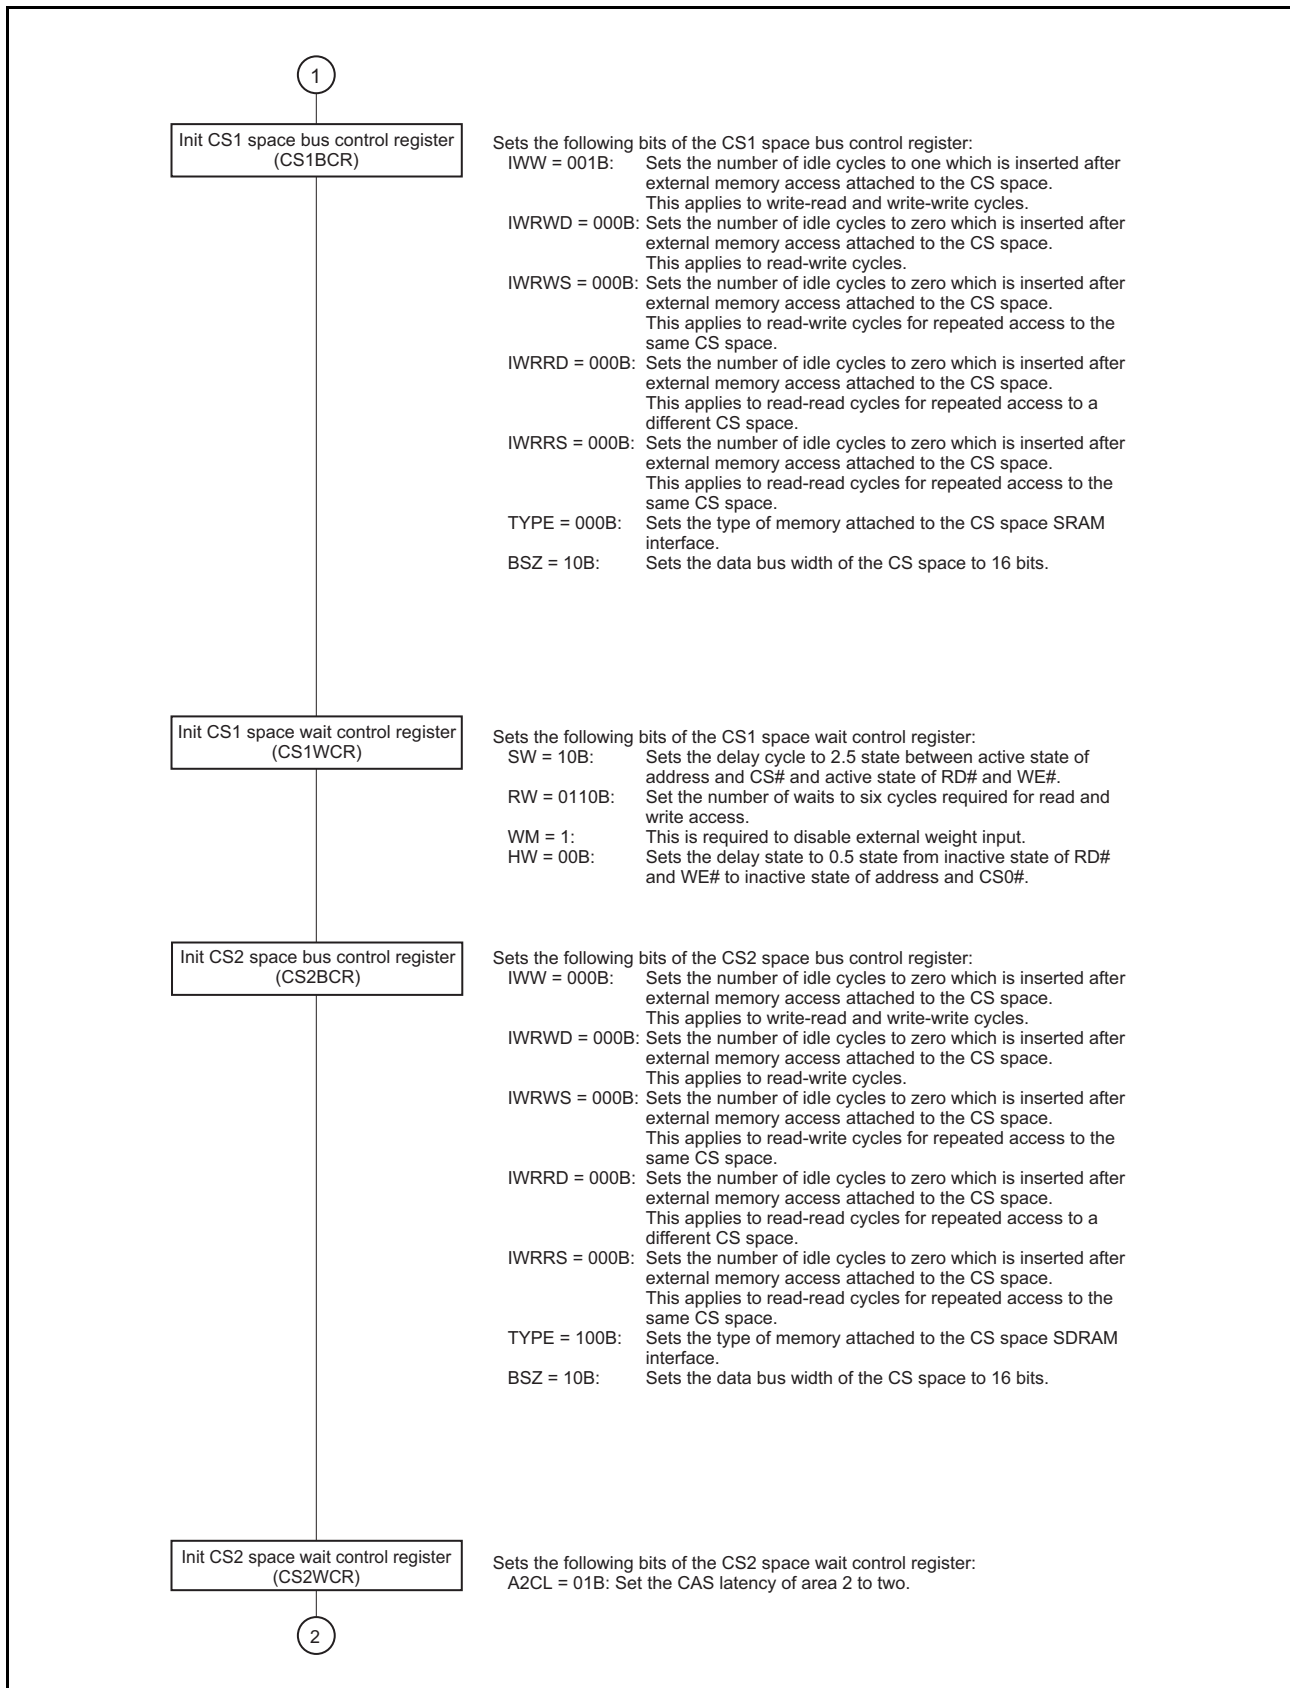 1
Init CS1 space bus control register
(CS1BCR)
Sets the following bits of the CS1 space bus control register:
IWW = 001B: Sets the number of idle cycles to one which is inserted after
external memory access attached to the CS space.
This applies to write-read and write-write cycles.
IWRWD = 000B: Sets the number of idle cycles to zero which is inserted after
external memory access attached to the CS space.
This applies to read-write cycles.
IWRWS = 000B: Sets the number of idle cycles to zero which is inserted after
external memory access attached to the CS space.
This applies to read-write cycles for repeated access to the
same CS space.
IWRRD = 000B: Sets the number of idle cycles to zero which is inserted after
external memory access attached to the CS space.
This applies to read-read cycles for repeated access to a
different CS space.
IWRRS = 000B: Sets the number of idle cycles to zero which is inserted after
external memory access attached to the CS space.
This applies to read-read cycles for repeated access to the
same CS space.
TYPE = 000B: Sets the type of memory attached to the CS space SRAM
interface.
BSZ = 10B: Sets the data bus width of the CS space to 16 bits.
Init CS1 space wait control register
(CS1WCR)
Sets the following bits of the CS1 space wait control register:
SW = 10B: Sets the delay cycle to 2.5 state between active state of
address and CS# and active state of RD# and WE#.
RW = 0110B: Set the number of waits to six cycles required for read and
write access.
WM = 1: This is required to disable external weight input.
HW = 00B: Sets the delay state to 0.5 state from inactive state of RD#
and WE# to inactive state of address and CS0#.
Init CS2 space bus control register
(CS2BCR)
Sets the following bits of the CS2 space bus control register:
IWW = 000B: Sets the number of idle cycles to zero which is inserted after
external memory access attached to the CS space.
This applies to write-read and write-write cycles.
IWRWD = 000B: Sets the number of idle cycles to zero which is inserted after
external memory access attached to the CS space.
This applies to read-write cycles.
IWRWS = 000B: Sets the number of idle cycles to zero which is inserted after
external memory access attached to the CS space.
This applies to read-write cycles for repeated access to the
same CS space.
IWRRD = 000B: Sets the number of idle cycles to zero which is inserted after
external memory access attached to the CS space.
This applies to read-read cycles for repeated access to a
different CS space.
IWRRS = 000B: Sets the number of idle cycles to zero which is inserted after
external memory access attached to the CS space.
This applies to read-read cycles for repeated access to the
same CS space.
TYPE = 100B: Sets the type of memory attached to the CS space SDRAM
interface.
BSZ = 10B: Sets the data bus width of the CS space to 16 bits.
Init CS2 space wait control register
(CS2WCR)
Sets the following bits of the CS2 space wait control register:
A2CL = 01B: Set the CAS latency of area 2 to two.
2